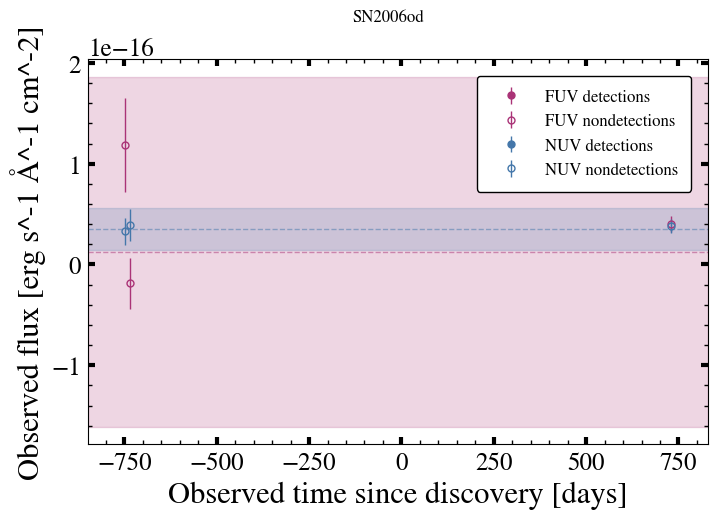 SN2006od
1e−16
2
1
0
−1
Observed flux [erg s^-1 Å^-1 cm^-2]
FUV detections
FUV nondetections
NUV detections
NUV nondetections
−750 −500 −250 0 250 500 750
Observed time since discovery [days]